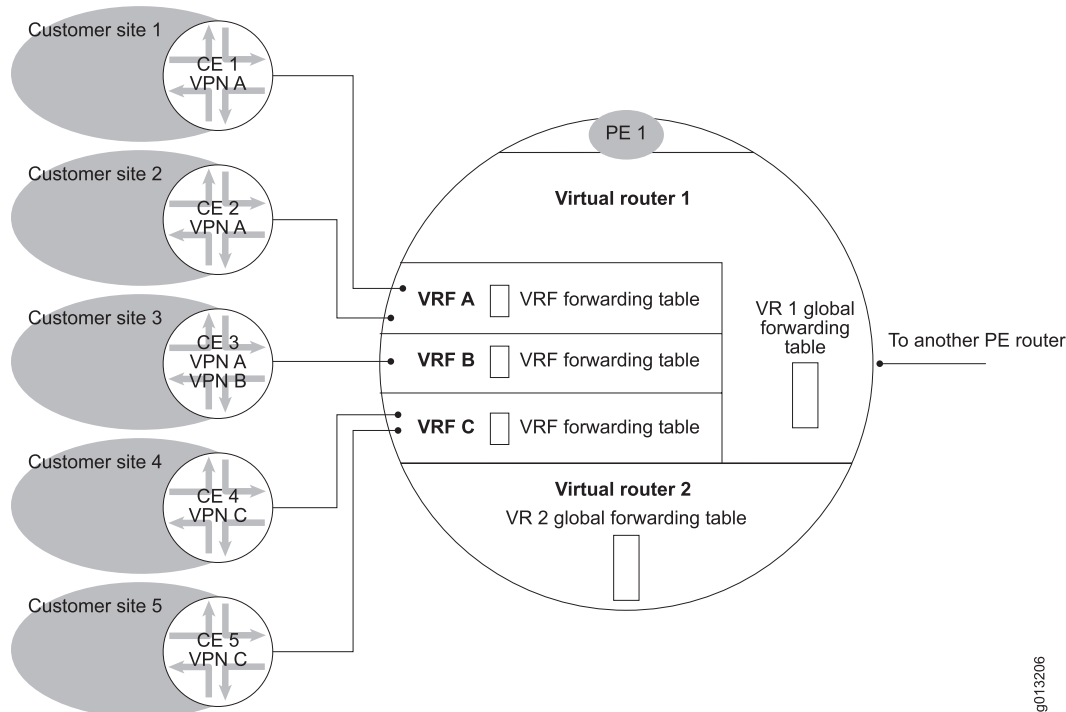 Customer site 1
CE 1
VPN A
Customer site 2
CE 2
VPN A
Customer site 3
CE 3
VPN A
VPN B
Customer site 4
CE 4
VPN C
Customer site 5
CE 5
VPN C
PE 1
Virtual router 1
VRF A VRF forwarding table
VRF B VRF forwarding table
VRF C VRF forwarding table
VR 1 global
forwarding
table
To another PE router
Virtual router 2
VR 2 global forwarding table
g013206